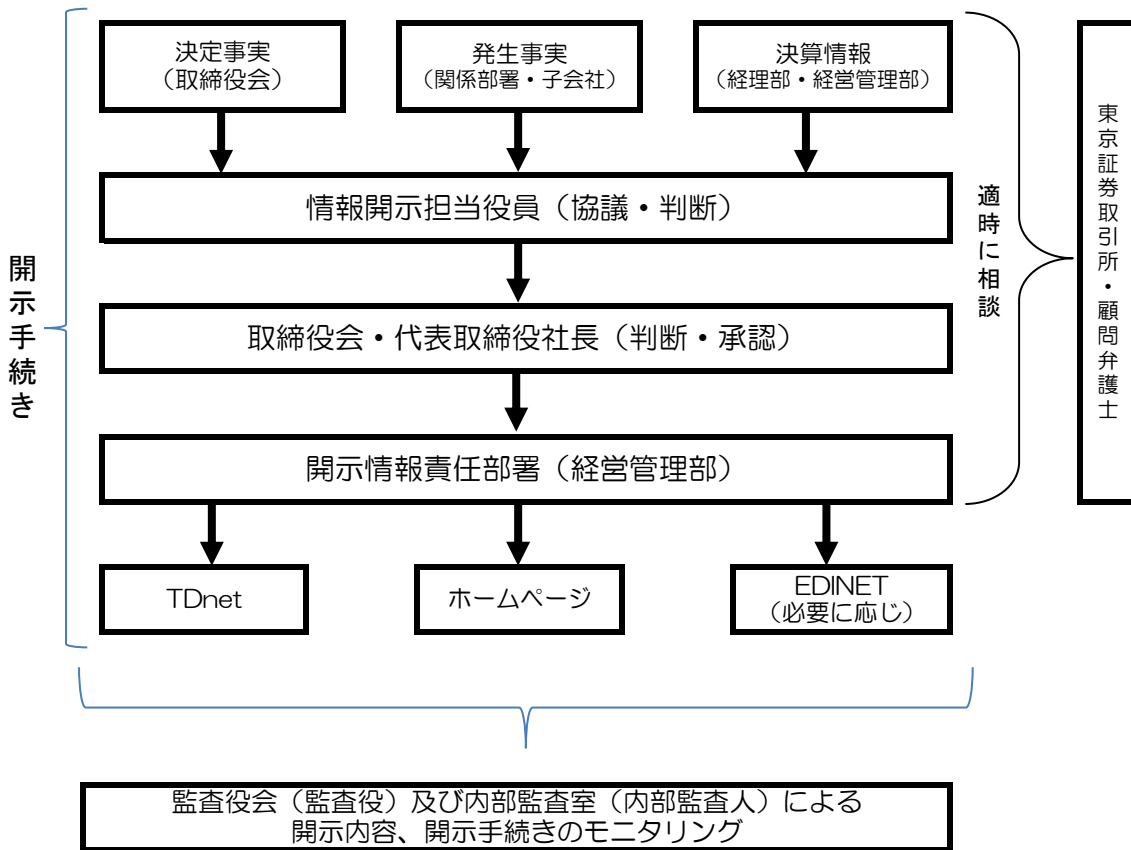 決定事実
（取締役会）
発生事実
（関係部署・子会社）
決算情報
（経理部・経営管理部）
情報開示担当役員（協議・判断）
取締役会・代表取締役社長（判断・承認）
開示情報責任部署（経営管理部）
TDnet
ホームページ
EDINET
（必要に応じ）
開示手続き
適時に相談
東京証券取引所・顧問弁護士
監査役会（監査役）及び内部監査室（内部監査人）による
開示内容、開示手続きのモニタリング